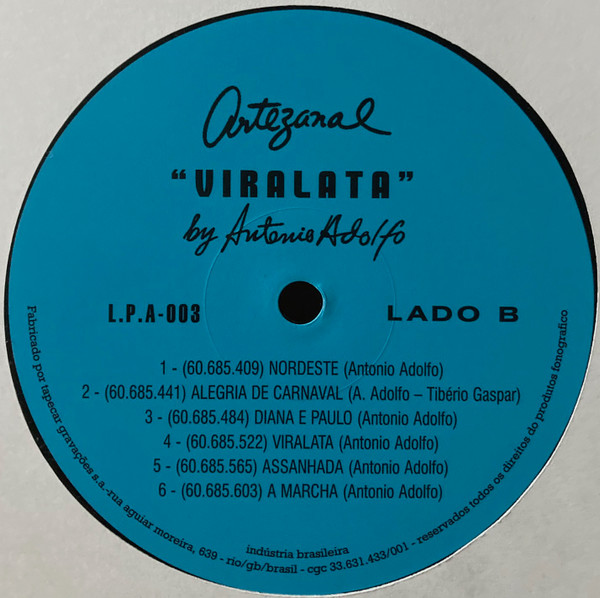 Artezanal
"VIRALATA"
by Antonio Adolfo
L.P.A-003
LADO B
1 - (60.685.409) NORDESTE (Antonio Adolfo)
2 - (60.685.441) ALEGRIA DE CARNAVAL (A. Adolfo – Tibério Gaspar)
3 - (60.685.484) DIANA E PAULO (Antonio Adolfo)
4 - (60.685.522) VIRALATA (Antonio Adolfo)
5 - (60.685.565) ASSANHADA (Antonio Adolfo)
6 - (60.685.603) A MARCHA (Antonio Adolfo)
indústria brasileira
Fabricado por tapecar gravações s.a.-rua aguiar moreira, 639 - rio/gb/brasil - cgc 33.631.433/001 - reservados todos os direitos do produtos fonografico